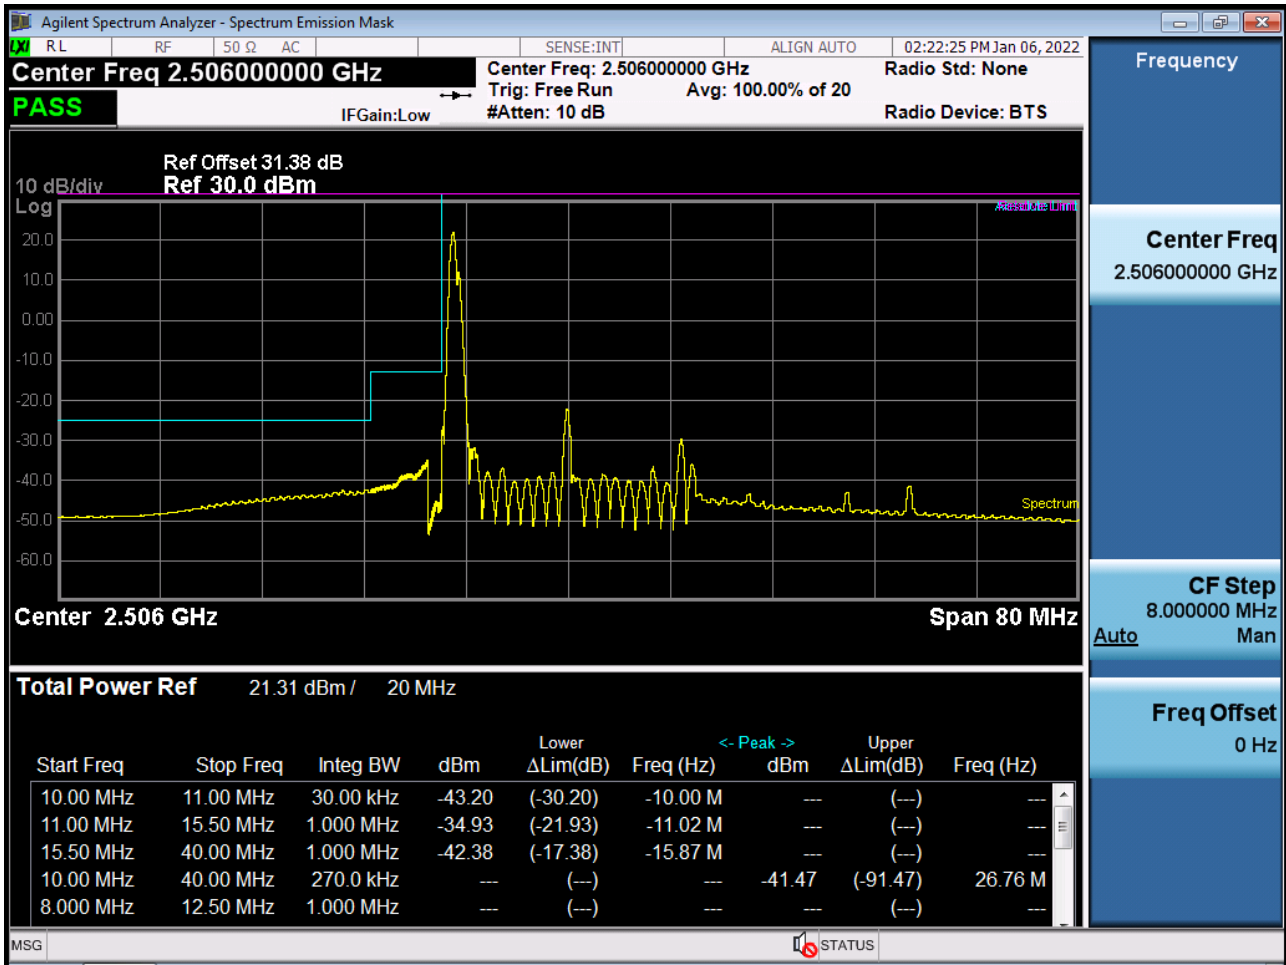 Agilent Spectrum Analyzer - Spectrum Emission Mask
LXI RL RF 50 Ω AC SENSE:INT ALIGN AUTO 02:22:25 PM Jan 06, 2022
Center Freq 2.506000000 GHz
Center Freq: 2.506000000 GHz Radio Std: None
Trig: Free Run Avg: 100.00% of 20
PASS
IFGain:Low #Atten: 10 dB Radio Device: BTS
Ref Offset 31.38 dB
10 dB/div Ref 30.0 dBm
Log
Absolute Limit
20.0
10.0
0.00
-10.0
-20.0
-30.0
-40.0
Spectrum
-50.0
-60.0
Center 2.506 GHz Span 80 MHz
Total Power Ref 21.31 dBm / 20 MHz
Lower <- Peak -> Upper
Start Freq Stop Freq Integ BW dBm ΔLim(dB) Freq (Hz) dBm ΔLim(dB) Freq (Hz)
10.00 MHz 11.00 MHz 30.00 kHz -43.20 (-30.20) -10.00 M --- (---) ---
11.00 MHz 15.50 MHz 1.000 MHz -34.93 (-21.93) -11.02 M --- (---) ---
15.50 MHz 40.00 MHz 1.000 MHz -42.38 (-17.38) -15.87 M --- (---) ---
10.00 MHz 40.00 MHz 270.0 kHz --- (---) --- -41.47 (-91.47) 26.76 M
8.000 MHz 12.50 MHz 1.000 MHz --- (---) --- --- (---) ---
MSG STATUS
Frequency
Center Freq
2.506000000 GHz
CF Step
8.000000 MHz
Auto Man
Freq Offset
0 Hz